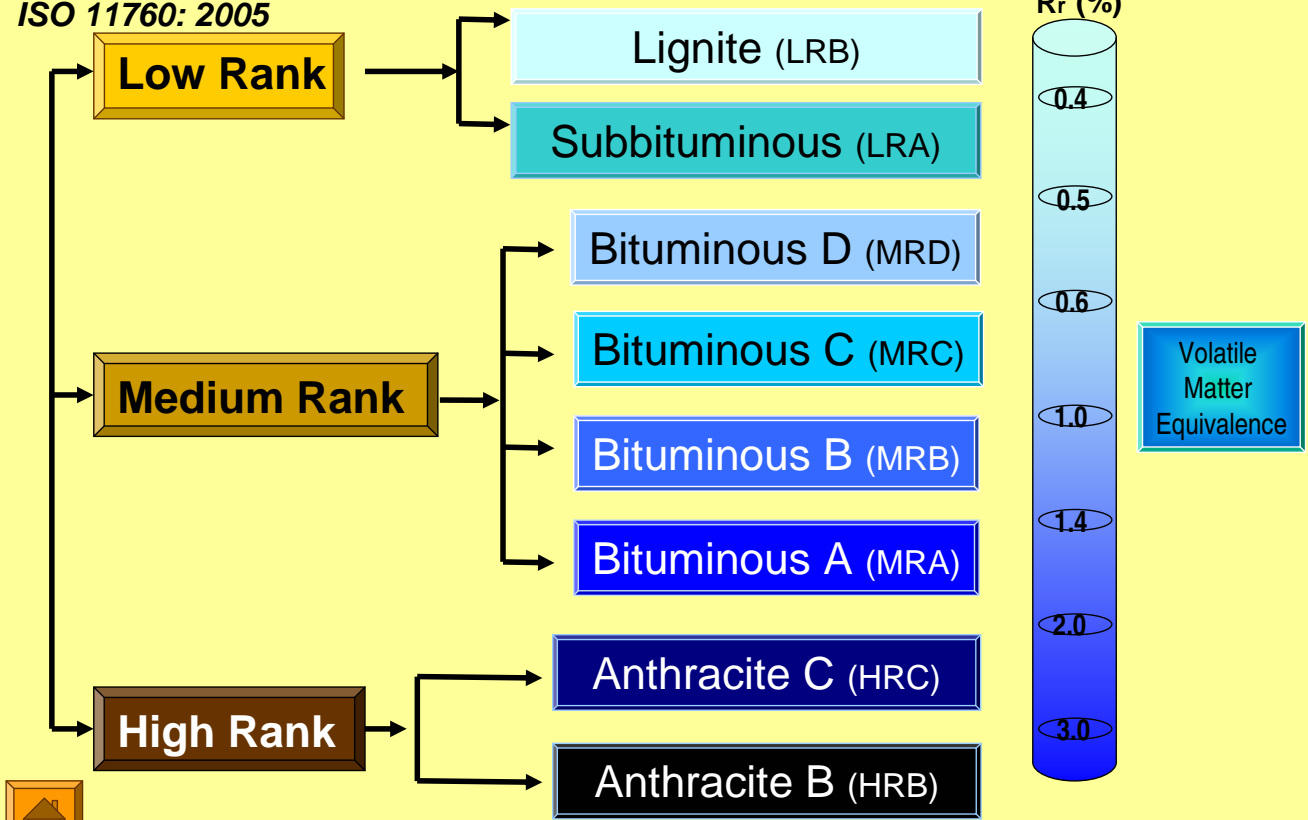 ISO 11760: 2005
Rr (%)
Low Rank
Lignite (LRB)
Subbituminous (LRA)
0.4
0.5
Medium Rank
Bituminous D (MRD)
Bituminous C (MRC)
Bituminous B (MRB)
Bituminous A (MRA)
0.6
1.0
1.4
2.0
Volatile
Matter
Equivalence
High Rank
Anthracite C (HRC)
Anthracite B (HRB)
3.0